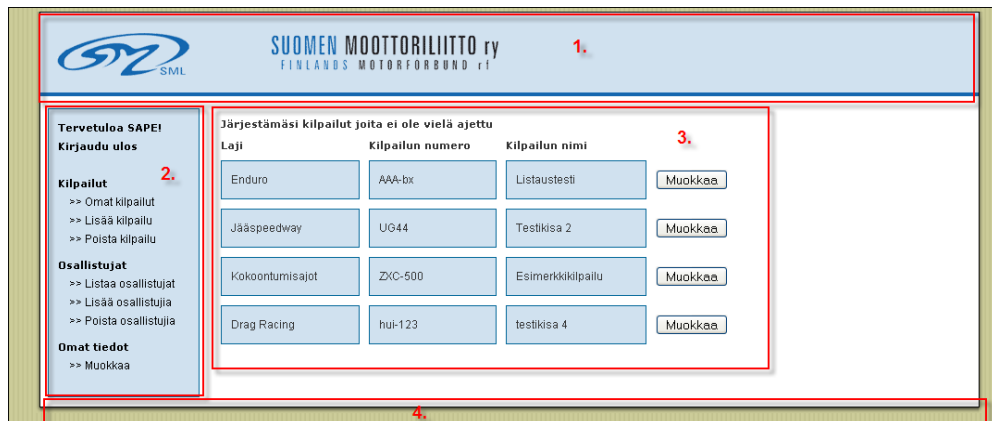 SML
SUOMEN MOOTTORILIITTO ry
FINLANDS MOTORFORBUND rf
1.
Tervetuloa SAPE!
Kirjaudu ulos
2.
Kilpailut
>> Omat kilpailut
>> Lisää kilpailu
>> Poista kilpailu
Osallistujat
>> Listaa osallistujat
>> Lisää osallistujia
>> Poista osallistujia
Omat tiedot
>> Muokkaa
Järjestämäsi kilpailut joita ei ole vielä ajettu
3.
Laji Kilpailun numero Kilpailun nimi
Enduro AAA-bx Listaustesti Muokkaa
Jääspeedway UG44 Testikisa 2 Muokkaa
Kokoontumisajot ZXC-500 Esimerkkikilpailu Muokkaa
Drag Racing hui-123 testikisa 4 Muokkaa
4.